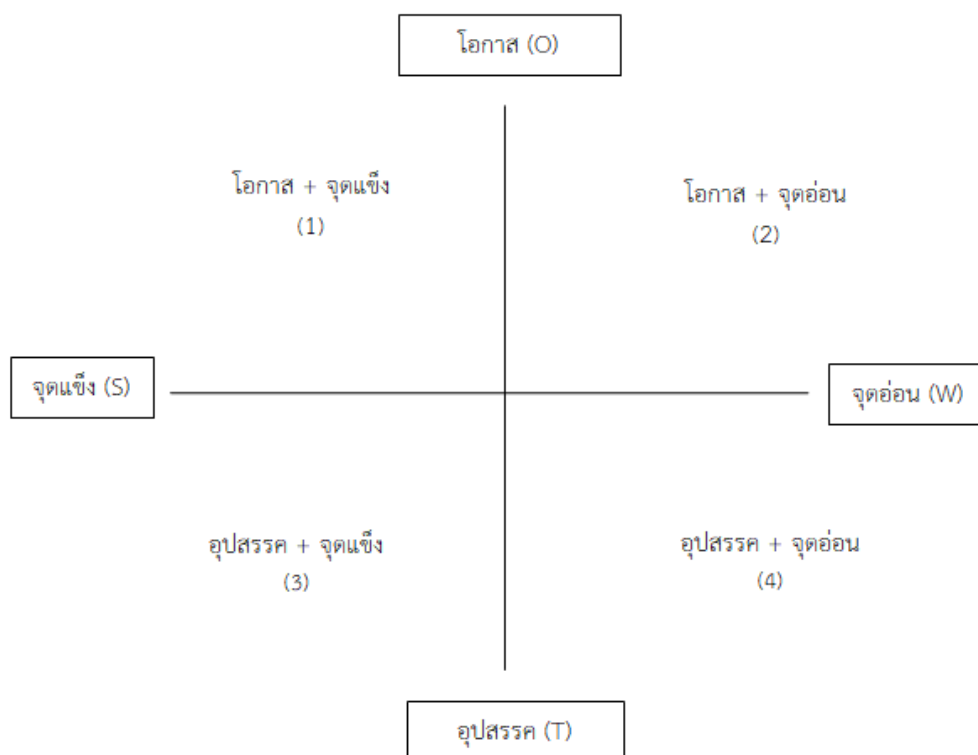 โอกาส (O)
โอกาส + จุดแข็ง
(1)
โอกาส + จุดอ่อน
(2)
จุดแข็ง (S)
จุดอ่อน (W)
อุปสรรค + จุดแข็ง
(3)
อุปสรรค + จุดอ่อน
(4)
อุปสรรค (T)